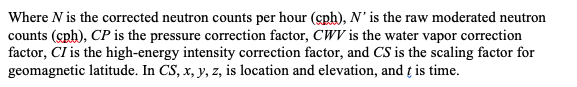 Where N is the corrected neutron counts per hour (cph), N’ is the raw moderated neutron
counts (cph), CP is the pressure correction factor, CWV is the water vapor correction
factor, CI is the high-energy intensity correction factor, and CS is the scaling factor for
geomagnetic latitude. In CS, x, y, z, is location and elevation, and t is time.